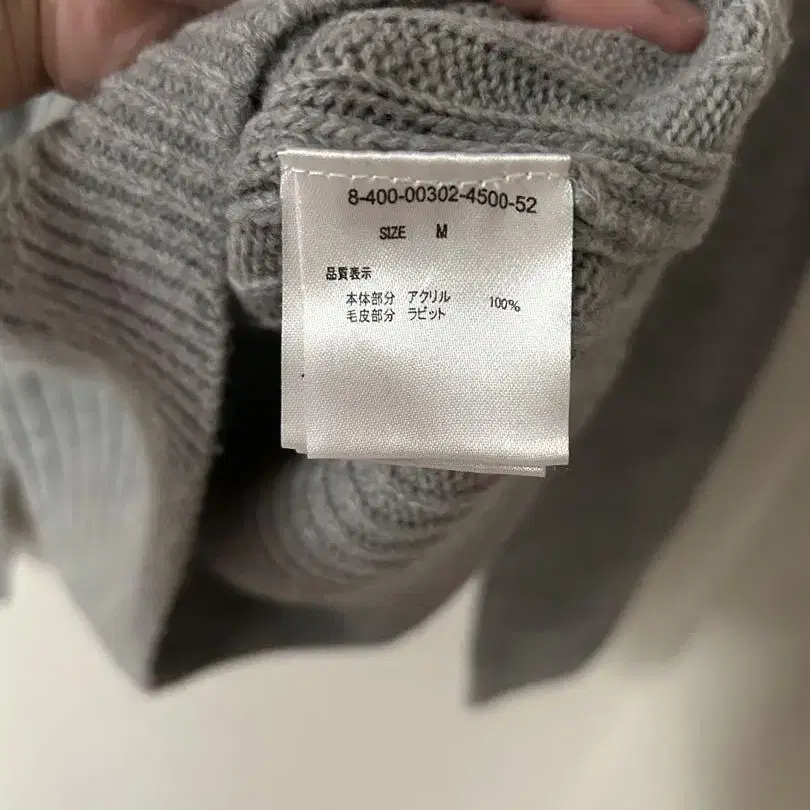 8-400-00302-4500-52
SIZE M
品質表示
本体部分 アクリル 100%
毛皮部分 ラビット